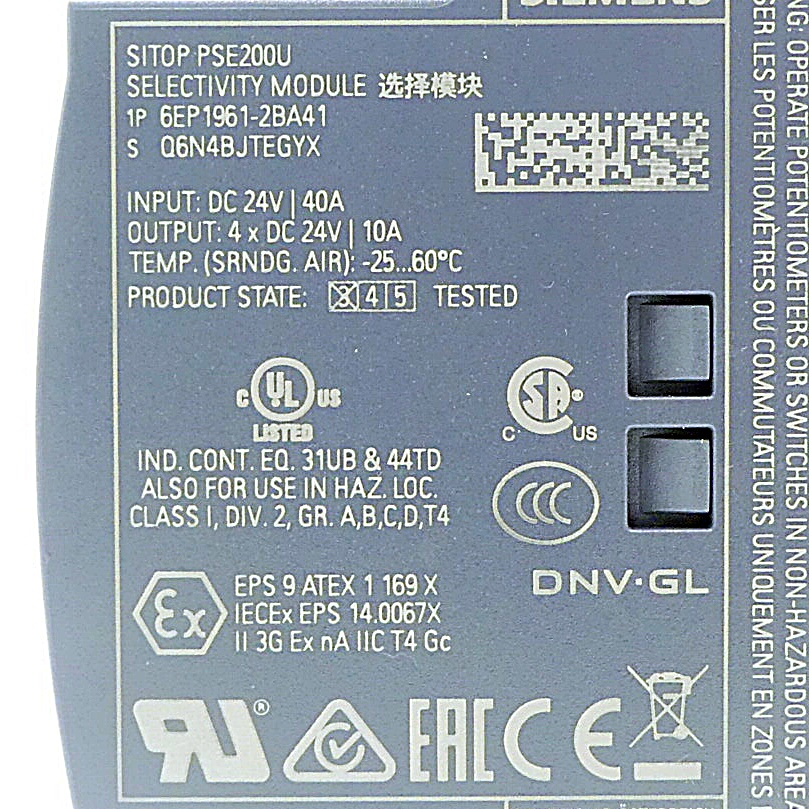 SIEMENS
SITOP PSE200U
SELECTIVITY MODULE 选择模块
1P 6EP1961-2BA41
S Q6N4BJTEGYX
INPUT: DC 24V | 40A
OUTPUT: 4 x DC 24V | 10A
TEMP. (SRNDG. AIR): -25...60°C
PRODUCT STATE: 3 4 5 TESTED
C UL US
LISTED
IND. CONT. EQ. 31UB & 44TD
ALSO FOR USE IN HAZ. LOC.
CLASS I, DIV. 2, GR. A,B,C,D,T4
SA ®
C US
CCC
DNV·GL
Ex
EPS 9 ATEX 1 169 X
IECEx EPS 14.0067X
II 3G Ex nA IIC T4 Gc
RU ® EAC CE
NG: OPERATE POTENTIOMETERS OR SWITCHES IN NON-HAZARDOUS ARE
SER LES POTENTIOMÈTRES OU COMMUTATEURS UNIQUEMENT EN ZONES